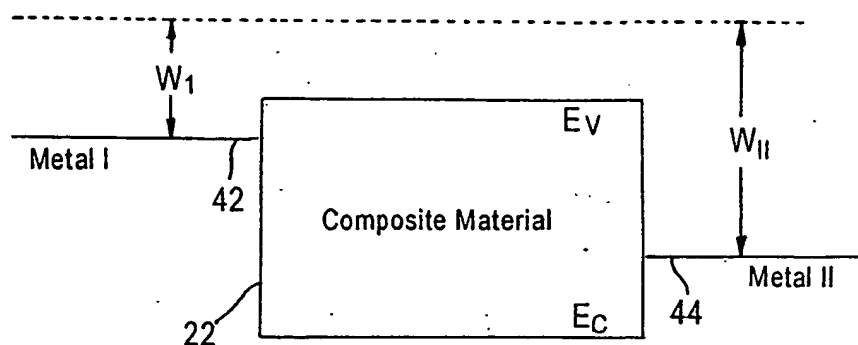 W1
WII
EV
Metal I
42
Composite Material
Metal II
22
EC
44